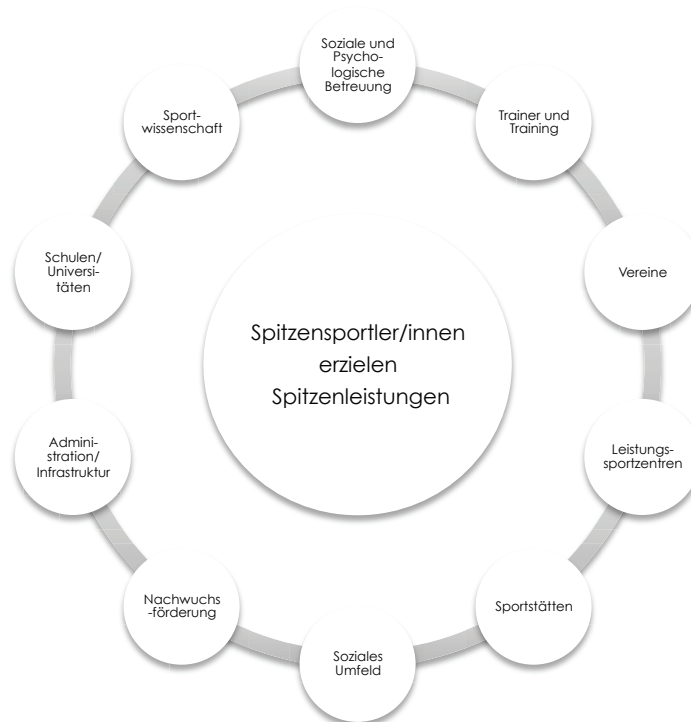 Soziale und
Psycho-
logische
Betreuung
Trainer und
Training
Vereine
Leistungs-
sportzentren
Sportstätten
Soziales
Umfeld
Nachwuchs
-förderung
Admini-
stration/
Infrastruktur
Schulen/
Universi-
täten
Sport-
wissenschaft
Spitzensportler/innen
erzielen
Spitzenleistungen